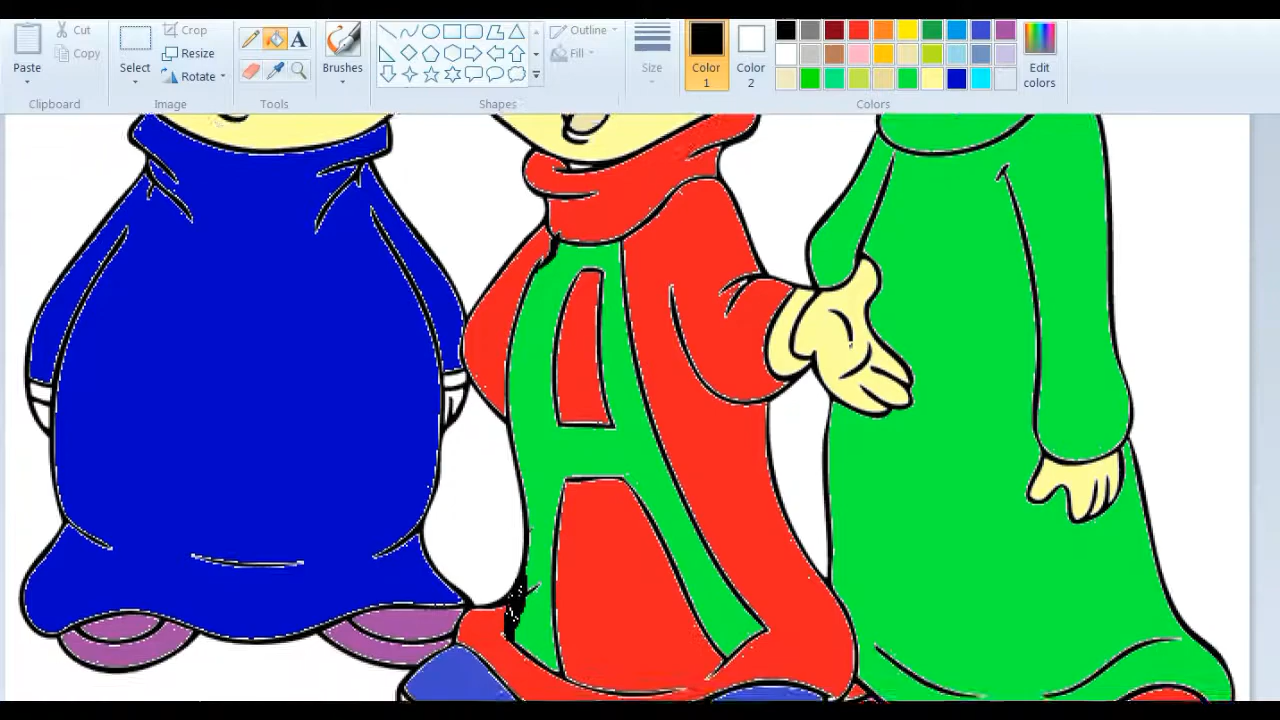 Paste
Cut
Copy
Clipboard
Select
Crop
Resize
Rotate
Image
A
Tools
Brushes
Outline
Fill
Shapes
Size
Color 1
Color 2
Edit colors
Colors
A